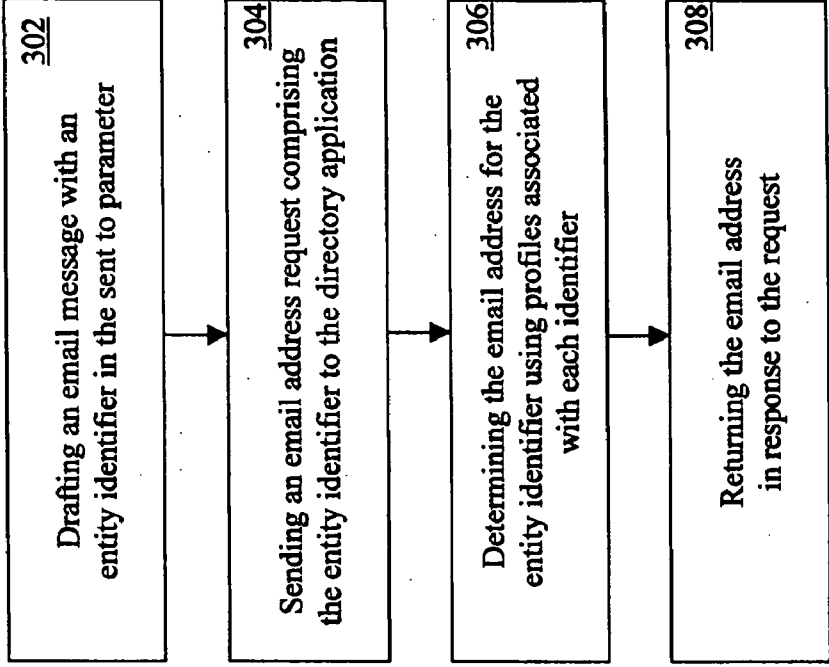 302
Drafting an email message with an
entity identifier in the sent to parameter
304
Sending an email address request comprising
the entity identifier to the directory application
306
Determining the email address for the
entity identifier using profiles associated
with each identifier
308
Returning the email address
in response to the request